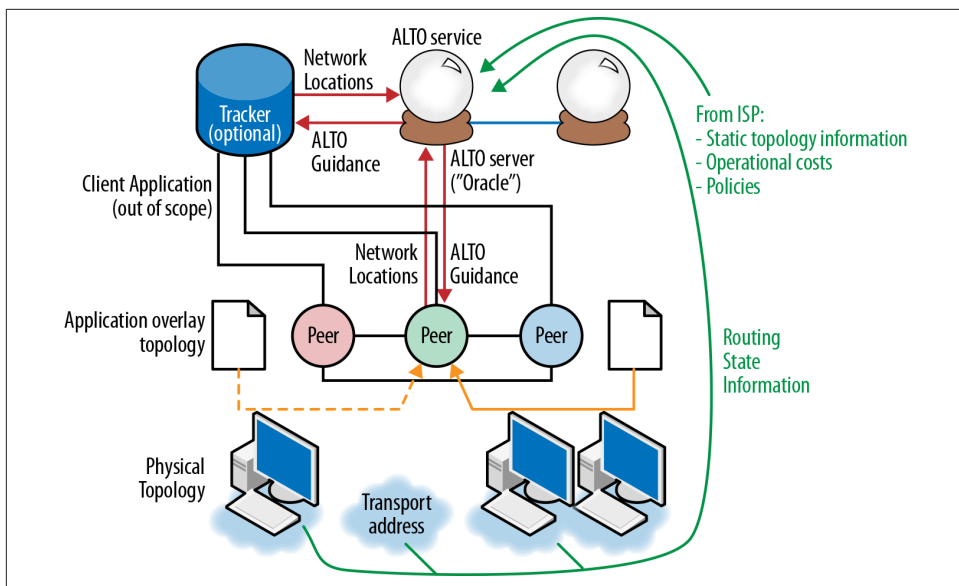 ALTO service
Network
Locations
Tracker
(optional)
ALTO
Guidance
ALTO server
("Oracle")
From ISP:
- Static topology information
- Operational costs
- Policies
Client Application
(out of scope)
Network
Locations
ALTO
Guidance
Application overlay
topology
Peer
Peer
Peer
Routing
State
Information
Physical
Topology
Transport
address